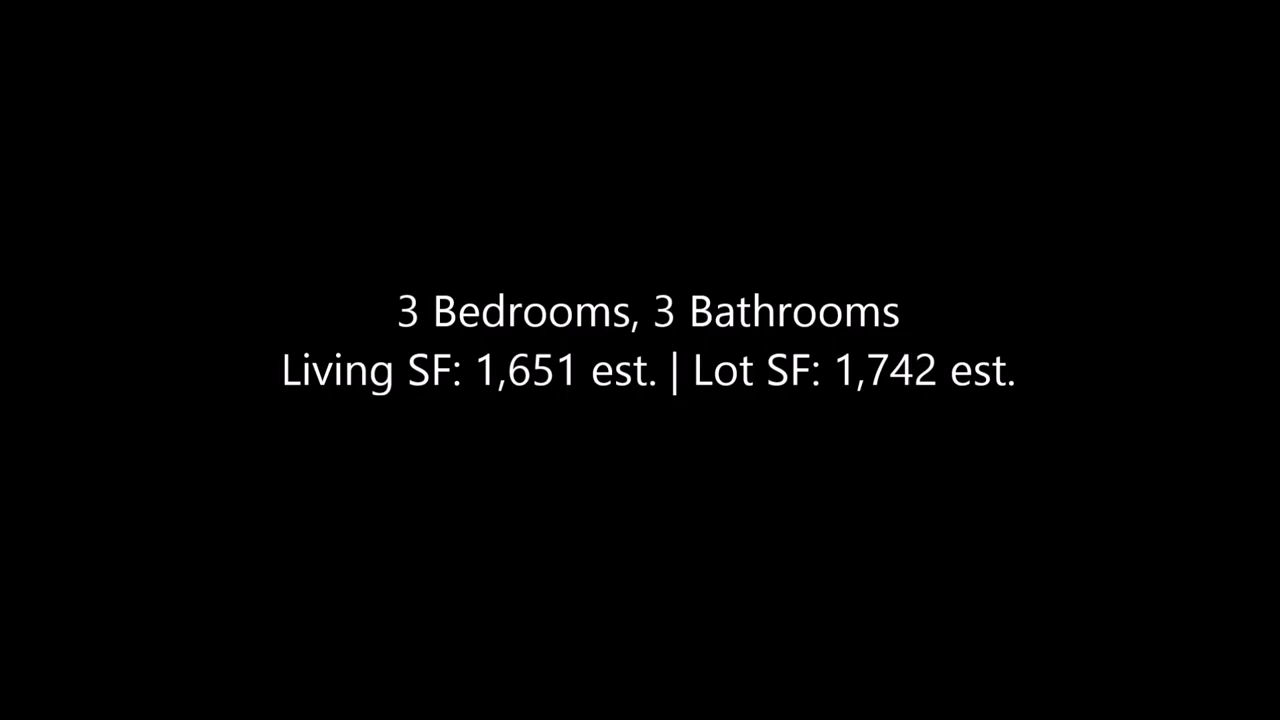 3 Bedrooms, 3 Bathrooms
Living SF: 1,651 est. | Lot SF: 1,742 est.